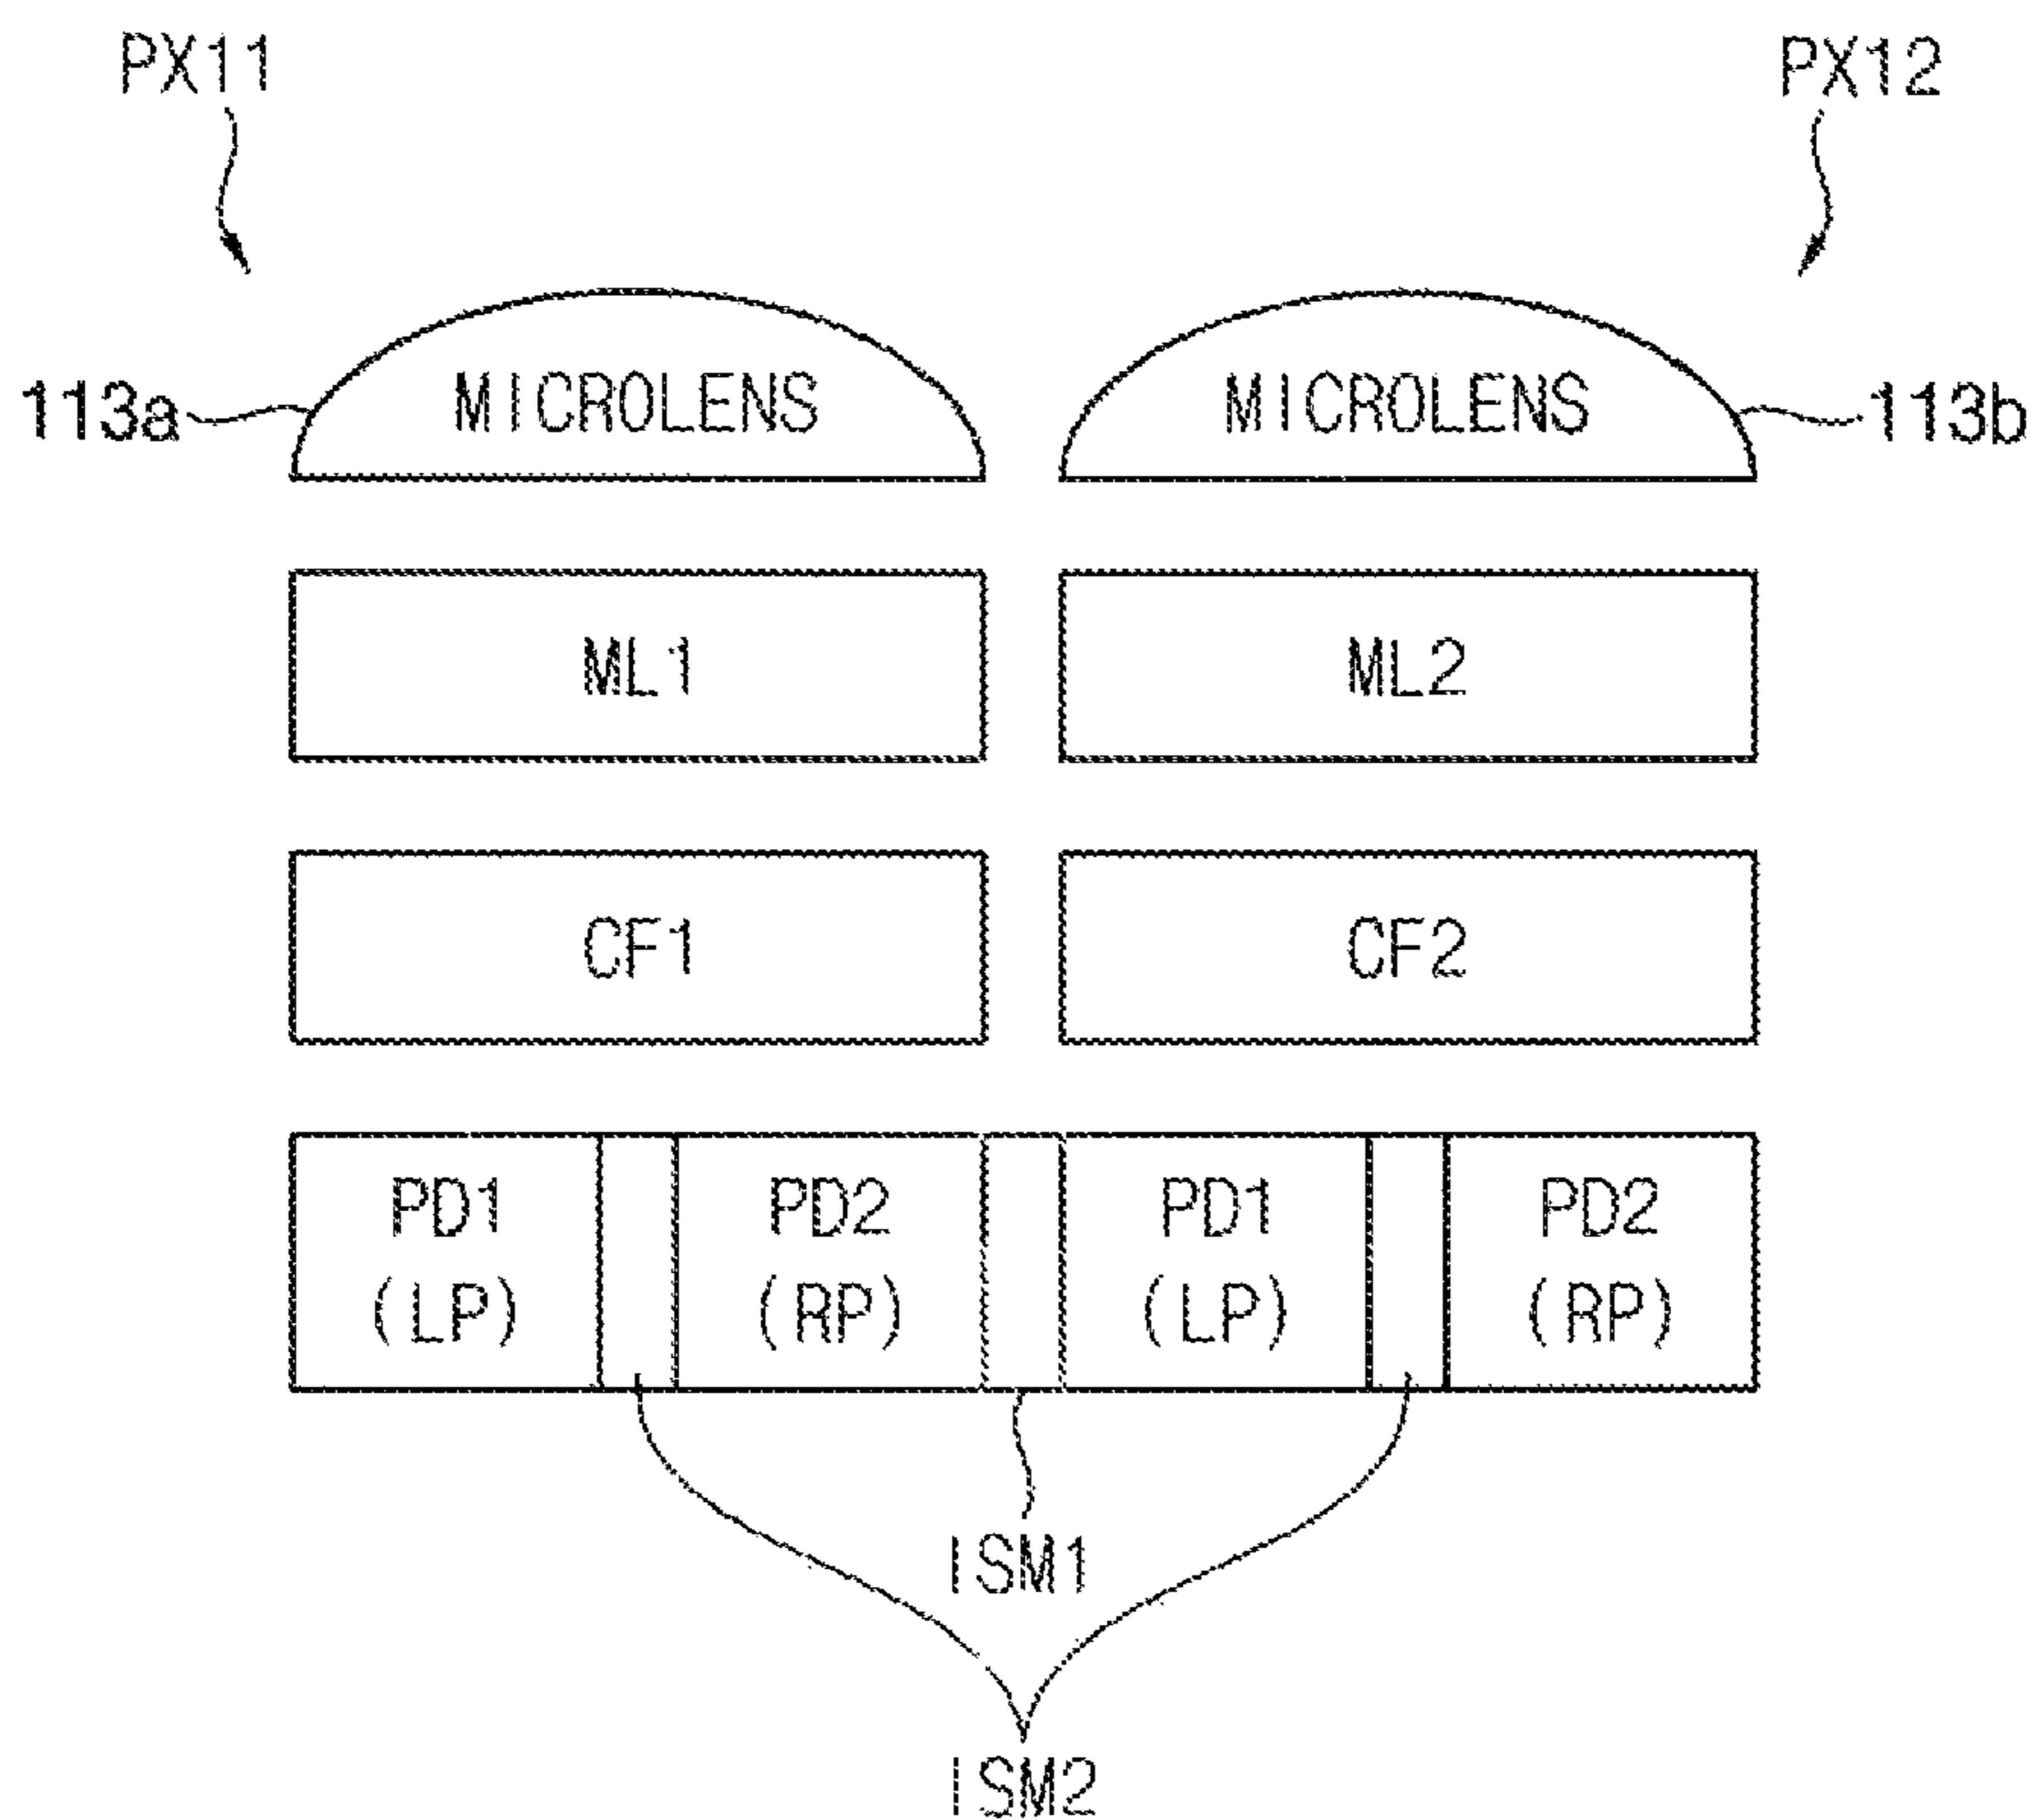 PX11 PX12
113a MICROLENS MICROLENS 113b
ML1 ML2
CF1 CF2
PD1 PD2 PD1 PD2
(LP) (RP) (LP) (RP)
ISM1
ISM2